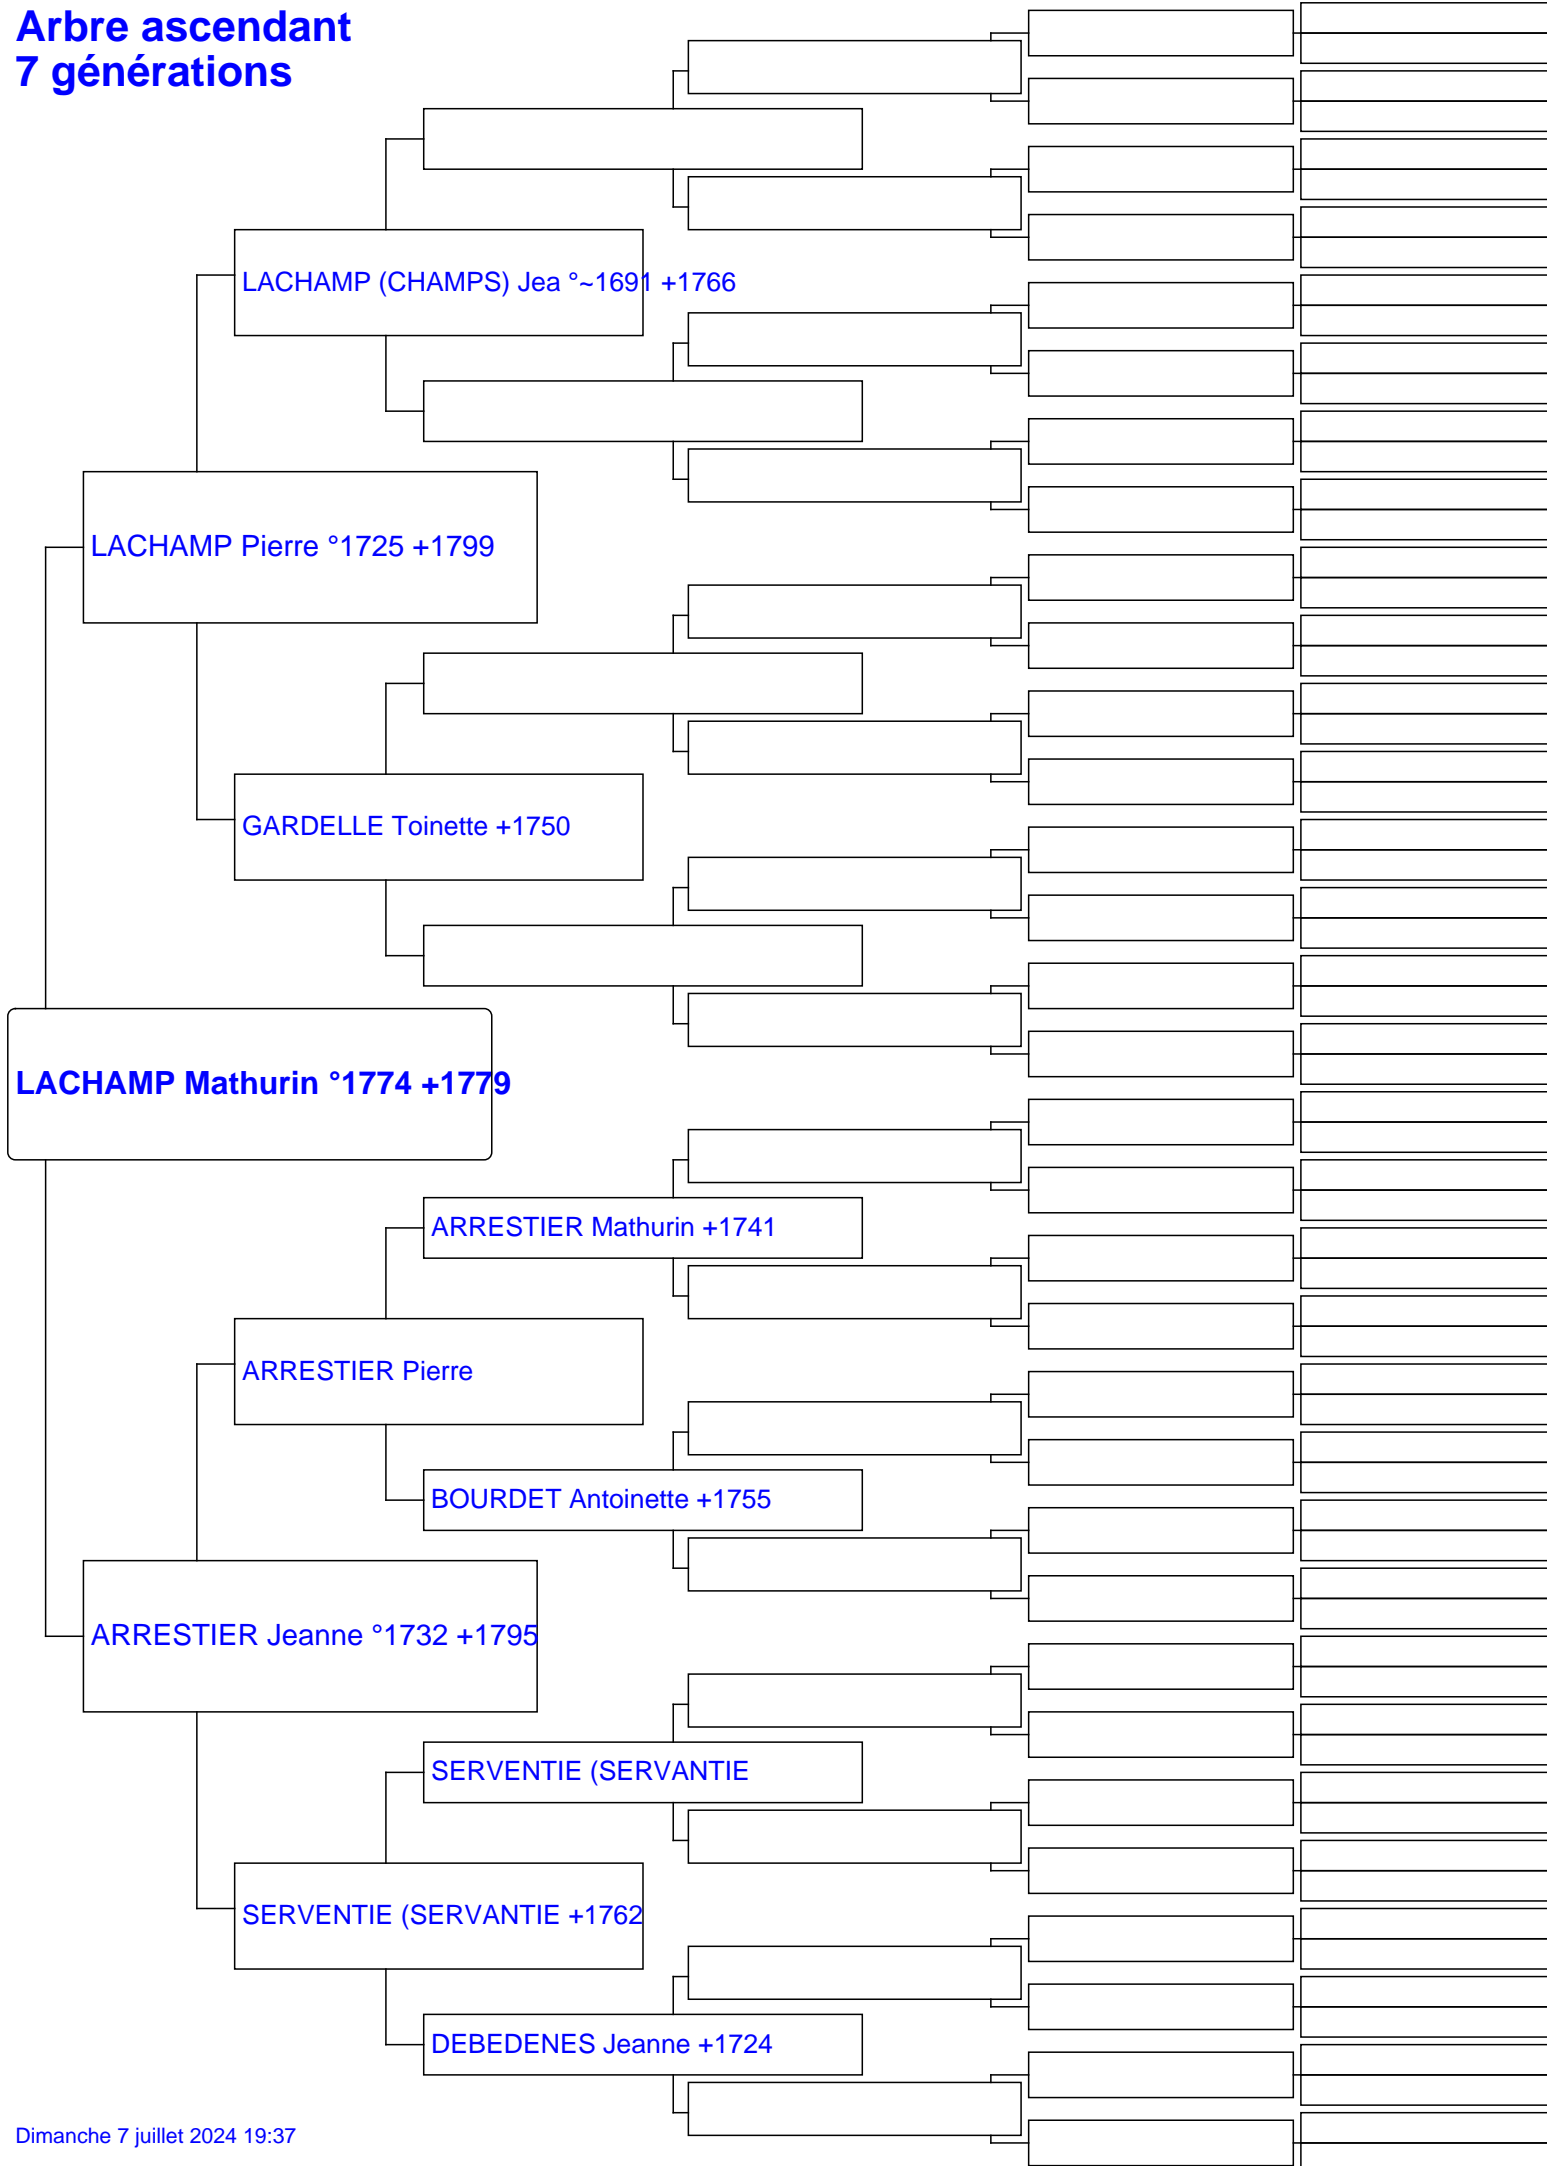 Arbre ascendant
7 générations
LACHAMP (CHAMPS) Jea °~1691 +1766
LACHAMP Pierre °1725 +1799
GARDELLE Toinette +1750
LACHAMP Mathurin °1774 +1779
ARRESTIER Mathurin +1741
ARRESTIER Pierre
BOURDET Antoinette +1755
ARRESTIER Jeanne °1732 +1795
SERVENTIE (SERVANTIE
SERVENTIE (SERVANTIE +1762
DEBEDENES Jeanne +1724
Dimanche 7 juillet 2024 19:37